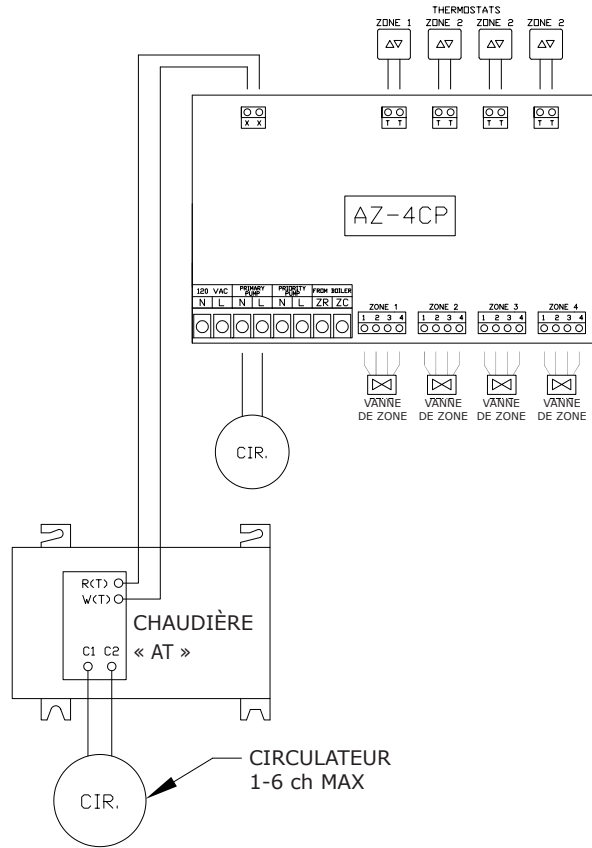 THERMOSTATS
ZONE 1 ZONE 2 ZONE 2 ZONE 2
X X T T T T T T T T
AZ-4CP
120 VAC PRIMARY PUMP PRIORITY PUMP FROM BOILER
N L N L N L ZR ZC
ZONE 1 ZONE 2 ZONE 3 ZONE 4
1 2 3 4 1 2 3 4 1 2 3 4 1 2 3 4
VANNE DE ZONE
VANNE DE ZONE
VANNE DE ZONE
VANNE DE ZONE
CIR.
R(T)
W(T)
C1 C2
CHAUDIÈRE
« AT »
CIRCULATEUR
1-6 ch MAX
CIR.